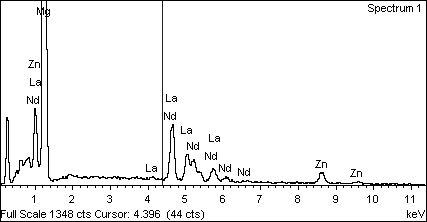 Mg
Spectrum 1
Zn
La
Nd
La
Nd
La
Nd
La
Nd
Nd
Nd
La
Zn
Zn
1 2 3 4 5 6 7 8 9 10 11
Full Scale 1348 cts Cursor: 4.396 (44 cts) keV